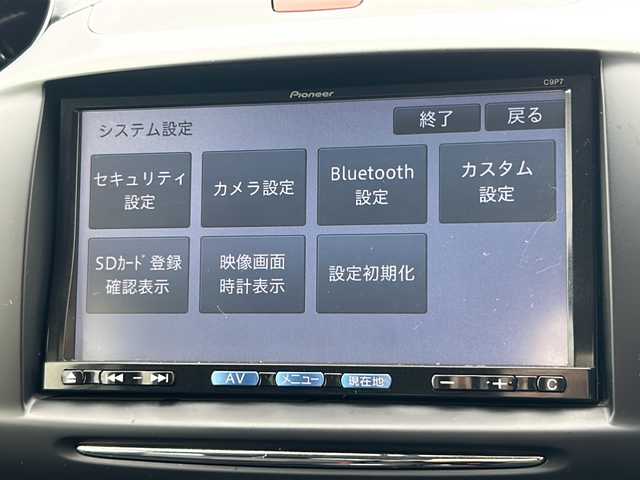 Pioneer
C9P7
システム設定
終了
戻る
セキュリティ
設定
カメラ設定
Bluetooth
設定
カスタム
設定
SDｶｰﾄﾞ登録
確認表示
映像画面
時計表示
設定初期化
AV
メニュー
現在地
C